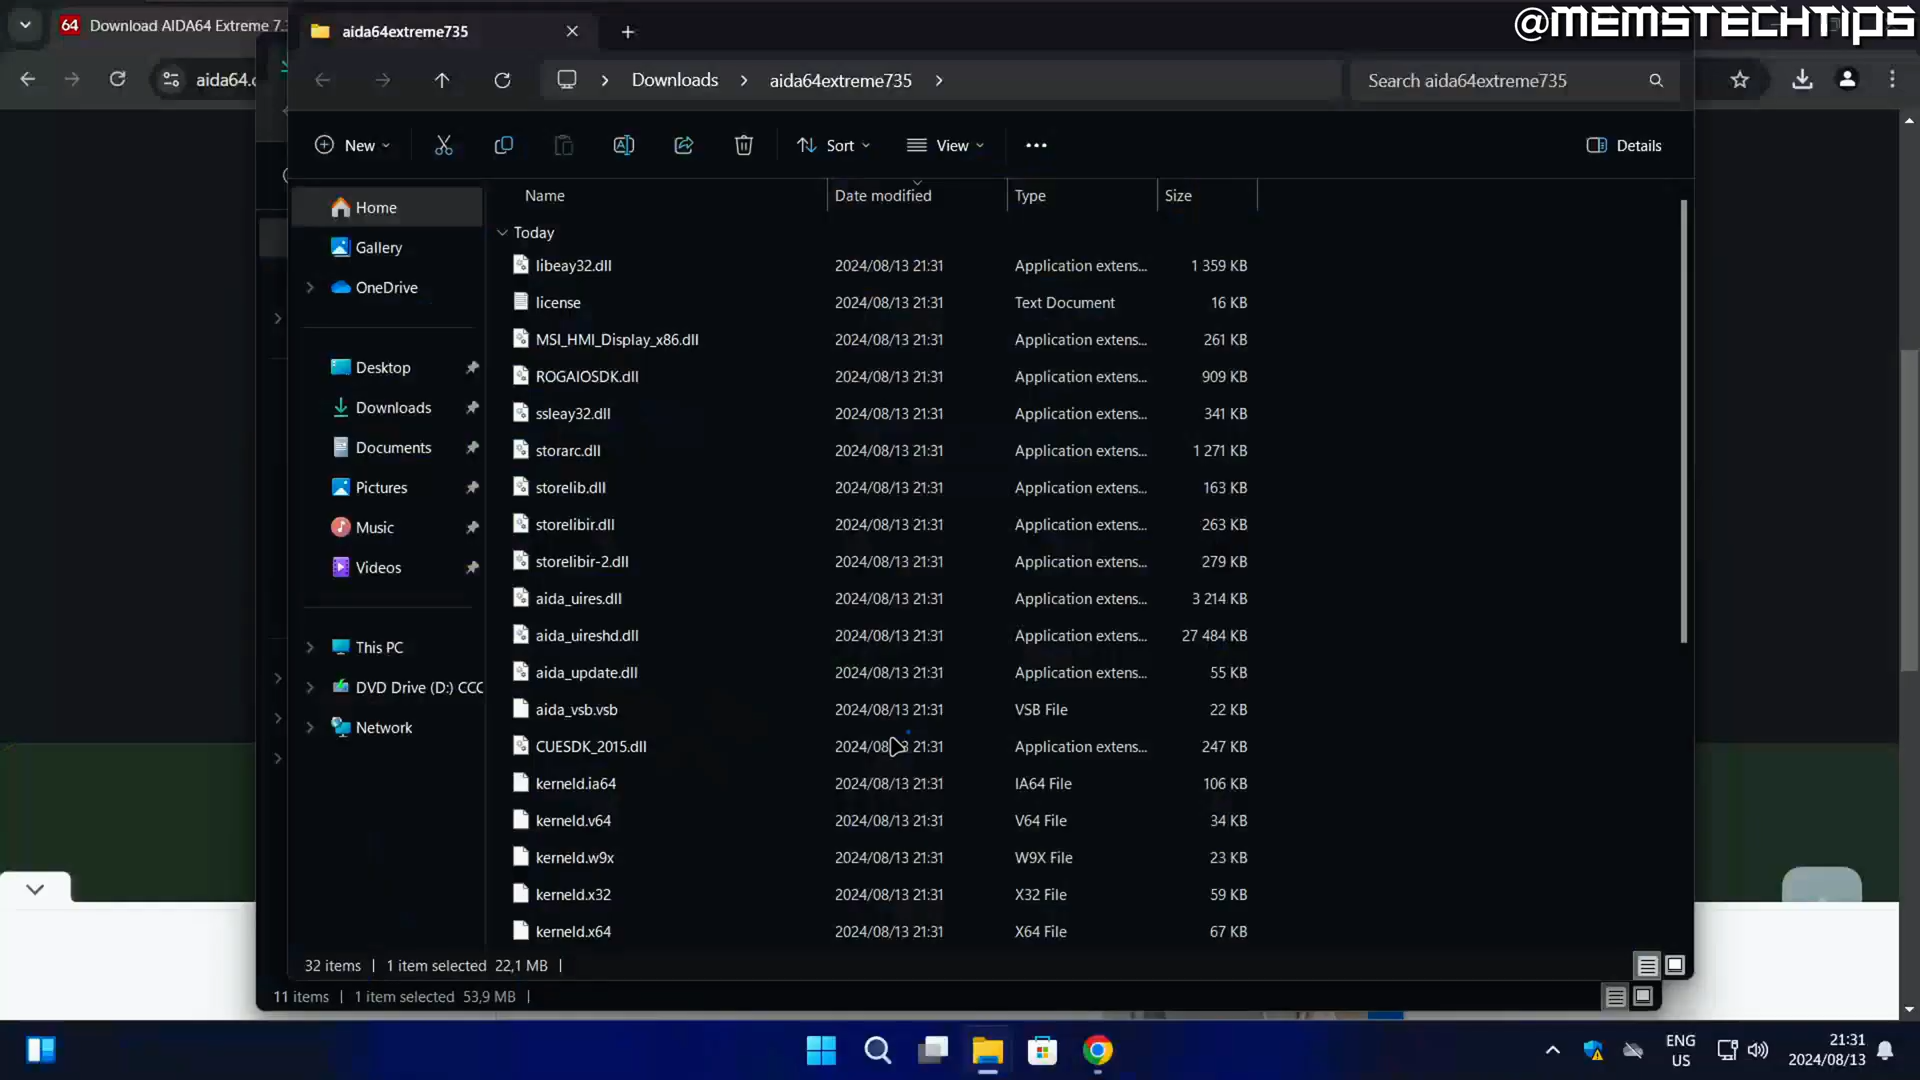 @MEMSTECHTIPS
64 Download AIDA64 Extreme 7.
aida64extreme735
aida64.
Downloads
aida64extreme735
Search aida64extreme735
New
Sort
View
Details
Name
Date modified
Type
Size
Home
Gallery
OneDrive
Desktop
Downloads
Documents
Pictures
Music
Videos
This PC
DVD Drive (D:) CCC
Network
Today
libeay32.dll 2024/08/13 21:31 Application extens... 1 359 KB
license 2024/08/13 21:31 Text Document 16 KB
MSI_HMI_Display_x86.dll 2024/08/13 21:31 Application extens... 261 KB
ROGAIOSDK.dll 2024/08/13 21:31 Application extens... 909 KB
ssleay32.dll 2024/08/13 21:31 Application extens... 341 KB
storarc.dll 2024/08/13 21:31 Application extens... 1 271 KB
storelib.dll 2024/08/13 21:31 Application extens... 163 KB
storelibir.dll 2024/08/13 21:31 Application extens... 263 KB
storelibir-2.dll 2024/08/13 21:31 Application extens... 279 KB
aida_uires.dll 2024/08/13 21:31 Application extens... 3 214 KB
aida_uireshd.dll 2024/08/13 21:31 Application extens... 27 484 KB
aida_update.dll 2024/08/13 21:31 Application extens... 55 KB
aida_vsb.vsb 2024/08/13 21:31 VSB File 22 KB
CUESDK_2015.dll 2024/08/13 21:31 Application extens... 247 KB
kerneld.ia64 2024/08/13 21:31 IA64 File 106 KB
kerneld.v64 2024/08/13 21:31 V64 File 34 KB
kerneld.w9x 2024/08/13 21:31 W9X File 23 KB
kerneld.x32 2024/08/13 21:31 X32 File 59 KB
kerneld.x64 2024/08/13 21:31 X64 File 67 KB
32 items | 1 item selected 22,1 MB |
11 items | 1 item selected 53,9 MB |
ENG
US
21:31
2024/08/13